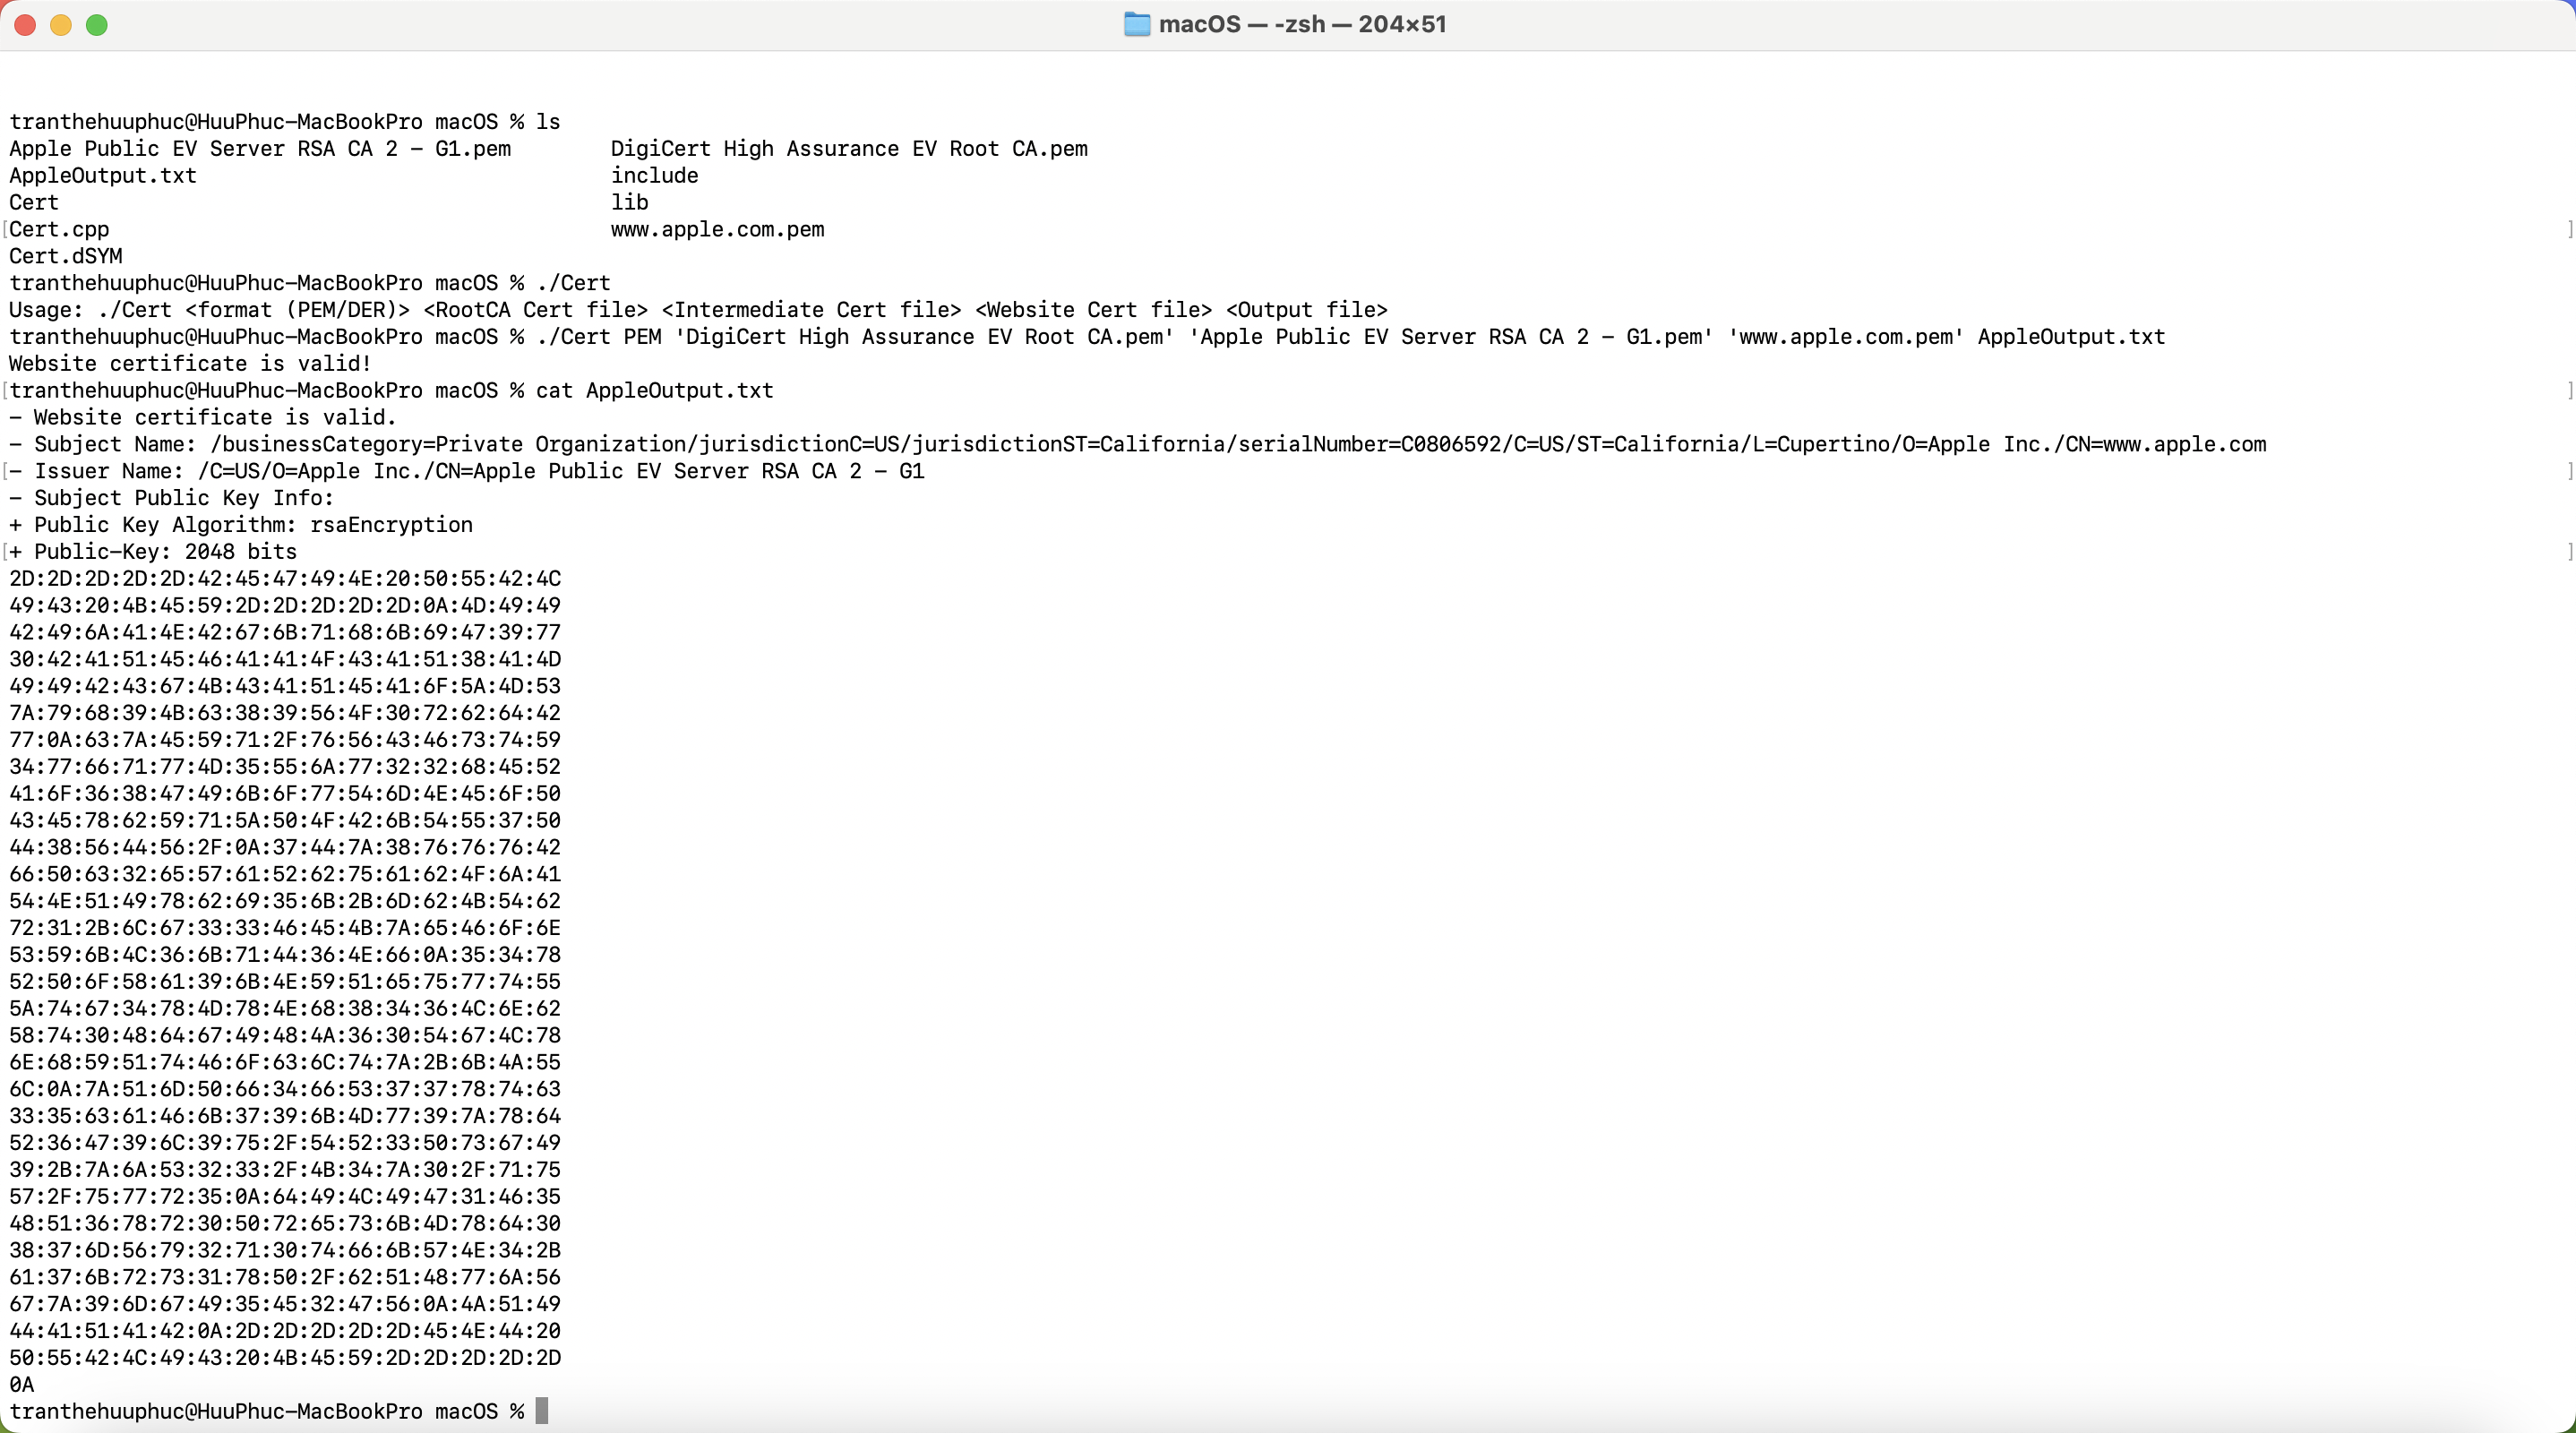 macOS — -zsh — 204×51
tranthehuuphuc@HuuPhuc-MacBookPro macOS % ls
Apple Public EV Server RSA CA 2 - G1.pem DigiCert High Assurance EV Root CA.pem
AppleOutput.txt include
Cert lib
[Cert.cpp www.apple.com.pem ]
Cert.dSYM
tranthehuuphuc@HuuPhuc-MacBookPro macOS % ./Cert
Usage: ./Cert <format (PEM/DER)> <RootCA Cert file> <Intermediate Cert file> <Website Cert file> <Output file>
tranthehuuphuc@HuuPhuc-MacBookPro macOS % ./Cert PEM 'DigiCert High Assurance EV Root CA.pem' 'Apple Public EV Server RSA CA 2 - G1.pem' 'www.apple.com.pem' AppleOutput.txt
Website certificate is valid!
[tranthehuuphuc@HuuPhuc-MacBookPro macOS % cat AppleOutput.txt ]
- Website certificate is valid.
- Subject Name: /businessCategory=Private Organization/jurisdictionC=US/jurisdictionST=California/serialNumber=C0806592/C=US/ST=California/L=Cupertino/O=Apple Inc./CN=www.apple.com
[- Issuer Name: /C=US/O=Apple Inc./CN=Apple Public EV Server RSA CA 2 - G1 ]
- Subject Public Key Info:
+ Public Key Algorithm: rsaEncryption
[+ Public-Key: 2048 bits ]
2D:2D:2D:2D:2D:42:45:47:49:4E:20:50:55:42:4C
49:43:20:4B:45:59:2D:2D:2D:2D:2D:0A:4D:49:49
42:49:6A:41:4E:42:67:6B:71:68:6B:69:47:39:77
30:42:41:51:45:46:41:41:4F:43:41:51:38:41:4D
49:49:42:43:67:4B:43:41:51:45:41:6F:5A:4D:53
7A:79:68:39:4B:63:38:39:56:4F:30:72:62:64:42
77:0A:63:7A:45:59:71:2F:76:56:43:46:73:74:59
34:77:66:71:77:4D:35:55:6A:77:32:32:68:45:52
41:6F:36:38:47:49:6B:6F:77:54:6D:4E:45:6F:50
43:45:78:62:59:71:5A:50:4F:42:6B:54:55:37:50
44:38:56:44:56:2F:0A:37:44:7A:38:76:76:76:42
66:50:63:32:65:57:61:52:62:75:61:62:4F:6A:41
54:4E:51:49:78:62:69:35:6B:2B:6D:62:4B:54:62
72:31:2B:6C:67:33:33:46:45:4B:7A:65:46:6F:6E
53:59:6B:4C:36:6B:71:44:36:4E:66:0A:35:34:78
52:50:6F:58:61:39:6B:4E:59:51:65:75:77:74:55
5A:74:67:34:78:4D:78:4E:68:38:34:36:4C:6E:62
58:74:30:48:64:67:49:48:4A:36:30:54:67:4C:78
6E:68:59:51:74:46:6F:63:6C:74:7A:2B:6B:4A:55
6C:0A:7A:51:6D:50:66:34:66:53:37:37:78:74:63
33:35:63:61:46:6B:37:39:6B:4D:77:39:7A:78:64
52:36:47:39:6C:39:75:2F:54:52:33:50:73:67:49
39:2B:7A:6A:53:32:33:2F:4B:34:7A:30:2F:71:75
57:2F:75:77:72:35:0A:64:49:4C:49:47:31:46:35
48:51:36:78:72:30:50:72:65:73:6B:4D:78:64:30
38:37:6D:56:79:32:71:30:74:66:6B:57:4E:34:2B
61:37:6B:72:73:31:78:50:2F:62:51:48:77:6A:56
67:7A:39:6D:67:49:35:45:32:47:56:0A:4A:51:49
44:41:51:41:42:0A:2D:2D:2D:2D:2D:45:4E:44:20
50:55:42:4C:49:43:20:4B:45:59:2D:2D:2D:2D:2D
0A
tranthehuuphuc@HuuPhuc-MacBookPro macOS %